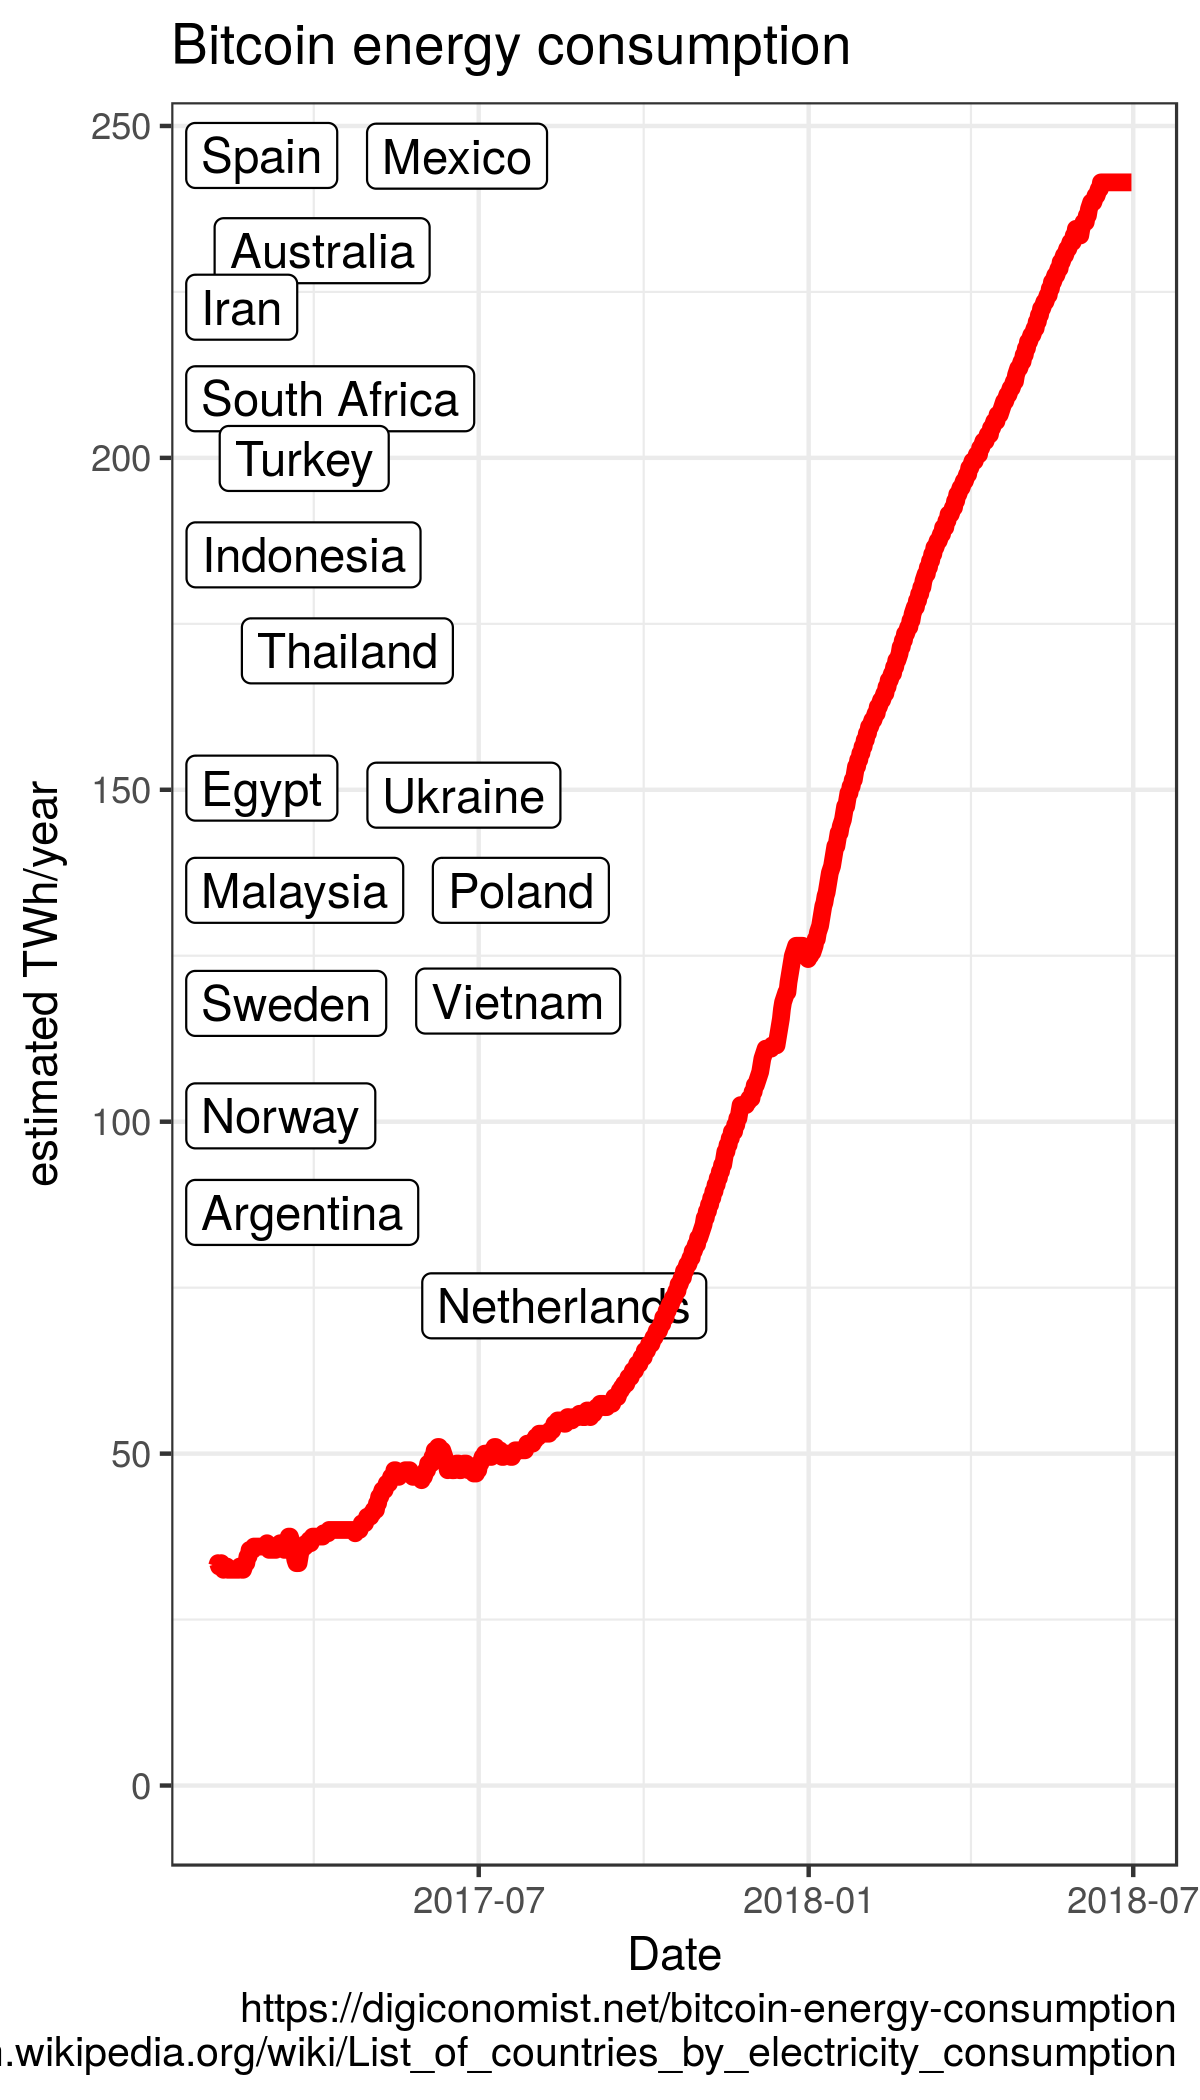 Bitcoin energy consumption
250
Spain Mexico
Australia
Iran
South Africa
200
Turkey
Indonesia
Thailand
150
Egypt Ukraine
Malaysia Poland
Sweden Vietnam
100
Norway
Argentina
Netherlands
50
0
estimated TWh/year
2017-07 2018-01 2018-07
Date
https://digiconomist.net/bitcoin-energy-consumption
.wikipedia.org/wiki/List_of_countries_by_electricity_consumption